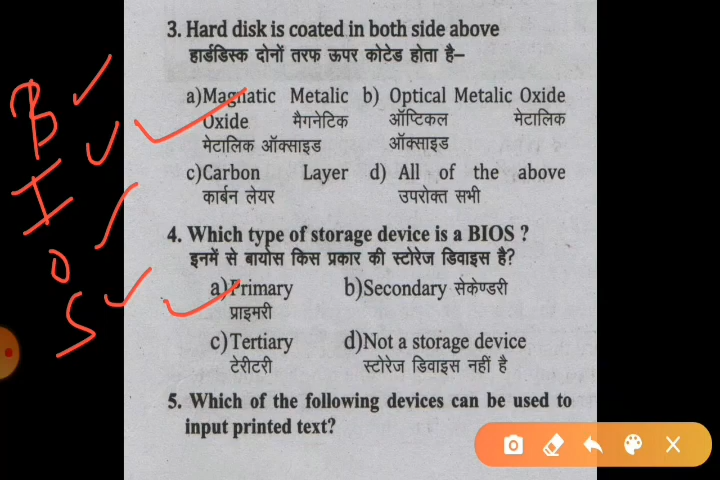 3. Hard disk is coated in both side above
हार्डडिस्क दोनों तरफ ऊपर कोटेड होता है–
a)Magnatic Metalic b) Optical Metalic Oxide
Oxide मैगनेटिक ऑप्टिकल मेटालिक
मेटालिक ऑक्साइड ऑक्साइड
c)Carbon Layer d) All of the above
कार्बन लेयर उपरोक्त सभी
4. Which type of storage device is a BIOS ?
इनमें से बायोस किस प्रकार की स्टोरेज डिवाइस है?
a)Primary b)Secondary सेकेण्डरी
प्राइमरी
c)Tertiary d)Not a storage device
टेरीटरी स्टोरेज डिवाइस नहीं है
5. Which of the following devices can be used to
input printed text?
B
I
O
S